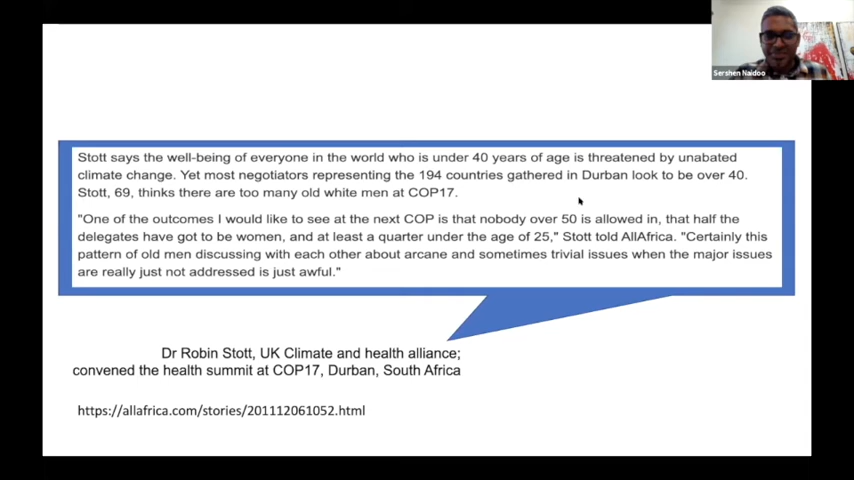 Sershen Naidoo
Stott says the well-being of everyone in the world who is under 40 years of age is threatened by unabated
climate change. Yet most negotiators representing the 194 countries gathered in Durban look to be over 40.
Stott, 69, thinks there are too many old white men at COP17.
"One of the outcomes I would like to see at the next COP is that nobody over 50 is allowed in, that half the
delegates have got to be women, and at least a quarter under the age of 25," Stott told AllAfrica. "Certainly this
pattern of old men discussing with each other about arcane and sometimes trivial issues when the major issues
are really just not addressed is just awful."
Dr Robin Stott, UK Climate and health alliance;
convened the health summit at COP17, Durban, South Africa
https://allafrica.com/stories/201112061052.html